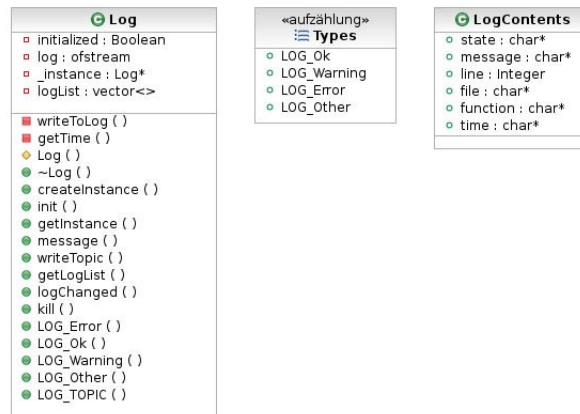 Log
initialized : Boolean
log : ofstream
_instance : Log*
logList : vector<>
writeToLog ( )
getTime ( )
Log ( )
~Log ( )
createInstance ( )
init ( )
getInstance ( )
message ( )
writeTopic ( )
getLogList ( )
logChanged ( )
kill ( )
LOG_Error ( )
LOG_Ok ( )
LOG_Warning ( )
LOG_Other ( )
LOG_TOPIC ( )
«aufzählung»
Types
LOG_Ok
LOG_Warning
LOG_Error
LOG_Other
LogContents
state : char*
message : char*
line : Integer
file : char*
function : char*
time : char*